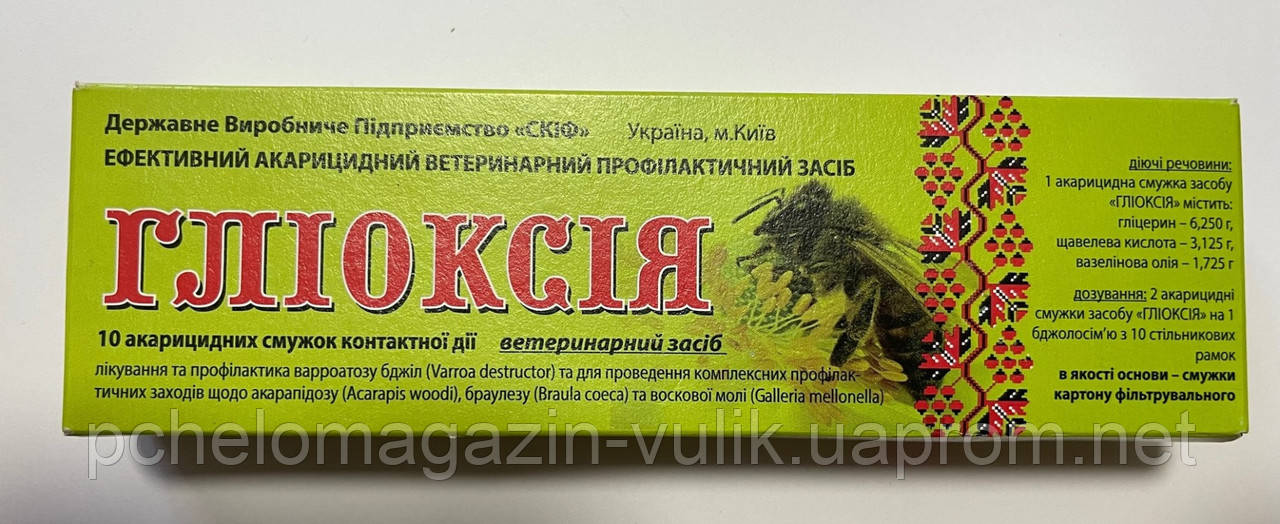 Державне Виробниче Підприємство «СКІФ» Україна, м.Київ
ЕФЕКТИВНИЙ АКАРИЦИДНИЙ ВЕТЕРИНАРНИЙ ПРОФІЛАКТИЧНИЙ ЗАСІБ
ГЛІОКСІЯ
10 акарицидних смужок контактної дії ветеринарний засіб
лікування та профілактика варроатозу бджіл (Varroa destructor) та для проведення комплексних профілак-
тичних заходів щодо акарапідозу (Acarapis woodi), браулезу (Braula coeca) та воскової молі (Galleria mellonella)
діючі речовини:
1 акарицидна смужка засобу
«ГЛІОКСІЯ» містить:
гліцерин – 6,250 г,
щавелева кислота – 3,125 г,
вазелінова олія – 1,725 г
дозування: 2 акарицидні
смужки засобу «ГЛІОКСІЯ» на 1
бджолосім'ю з 10 стільникових
рамок
в якості основи – смужки
картону фільтрувального
pchelomagazin-vulik.uaprom.net